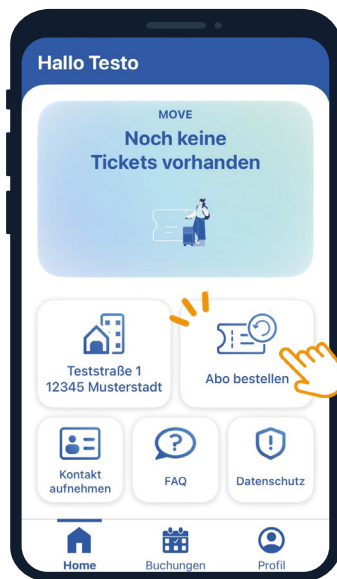 Hallo Testo
MOVE
Noch keine
Tickets vorhanden
Teststraße 1
12345 Musterstadt
Abo bestellen
Kontakt
aufnehmen
FAQ
Datenschutz
Home
Buchungen
Profil